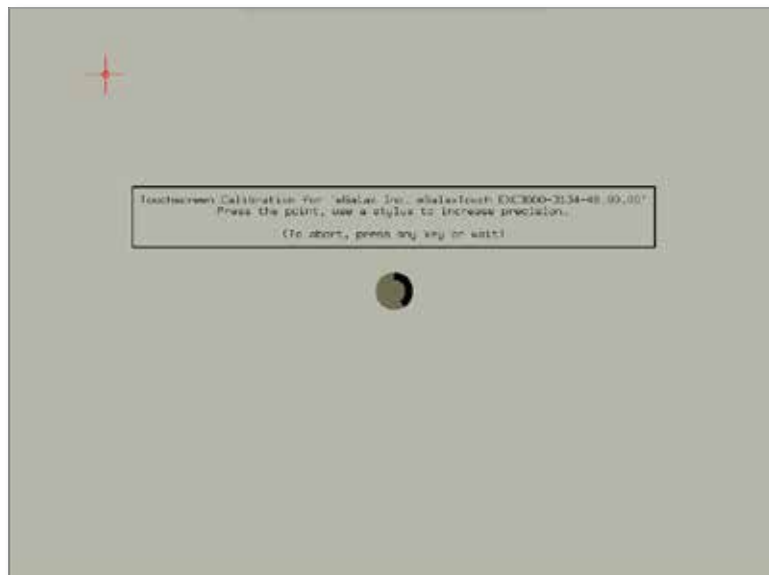 Touchscreen Calibration for 'eGalax Inc. eGalaxTouch EXC3000-3134-48.00.00'
Press the point, use a stylus to increase precision.
(To abort, press any key or wait)